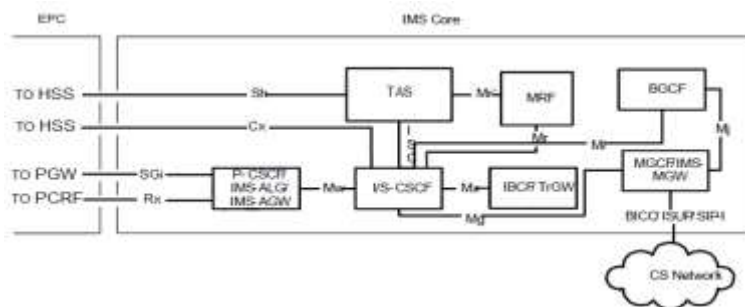 EPC
IMS Core
TO HSS
Sh
TAS
MRF
BGCF
TO HSS
Cx
ISC
Mr
Mi
Mj
TO PGW
SGi
P-CSCF/
IMS-ALG/
IMS-AGW
Mw
I/S-CSCF
Mx
IBCF/TrGW
MGCF/IMS-
MGW
TO PCRF
Rx
Mg
BICC/ISUP/SIP-I
CS Network